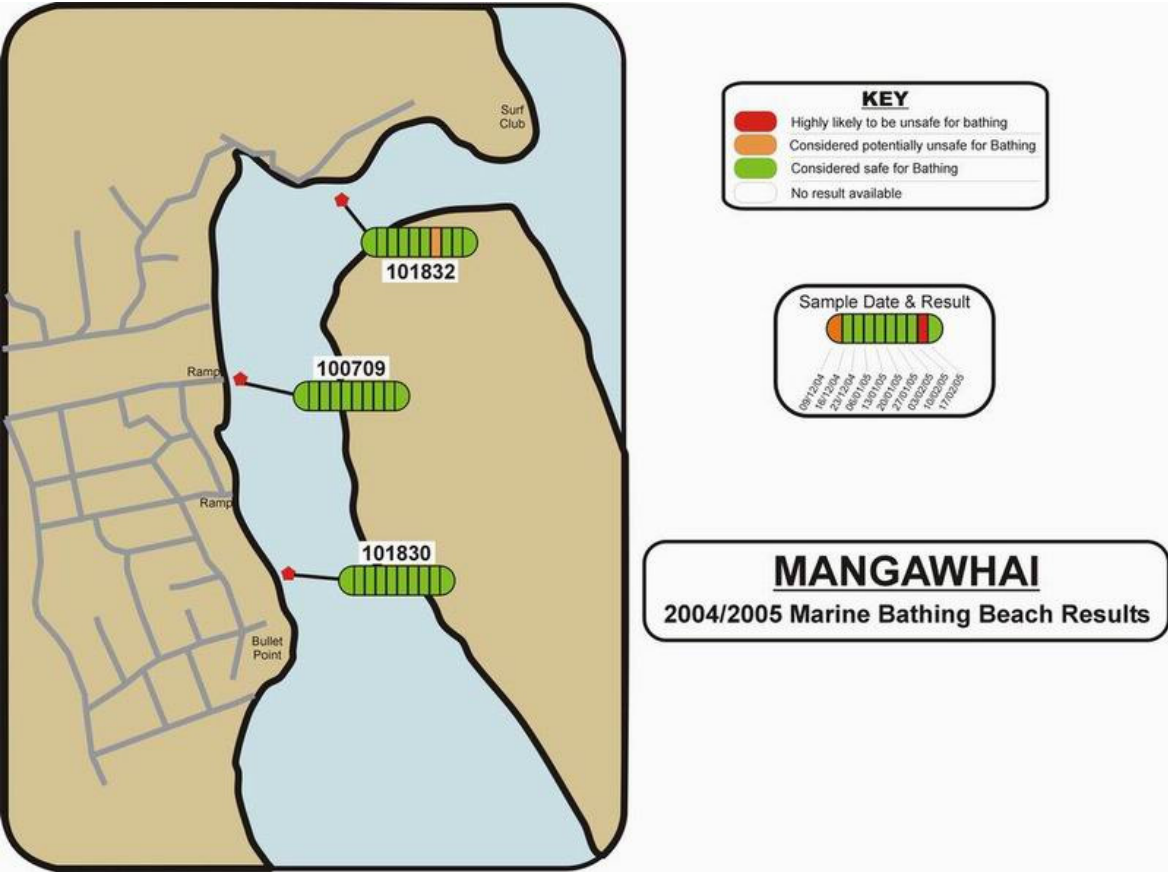 Surf
Club
101832
Ramp
100709
Ramp
101830
Bullet
Point
KEY
Highly likely to be unsafe for bathing
Considered potentially unsafe for Bathing
Considered safe for Bathing
No result available
Sample Date & Result
09/12/04
16/12/04
23/12/04
06/01/05
13/01/05
20/01/05
27/01/05
03/02/05
10/02/05
17/02/05
MANGAWHAI
2004/2005 Marine Bathing Beach Results